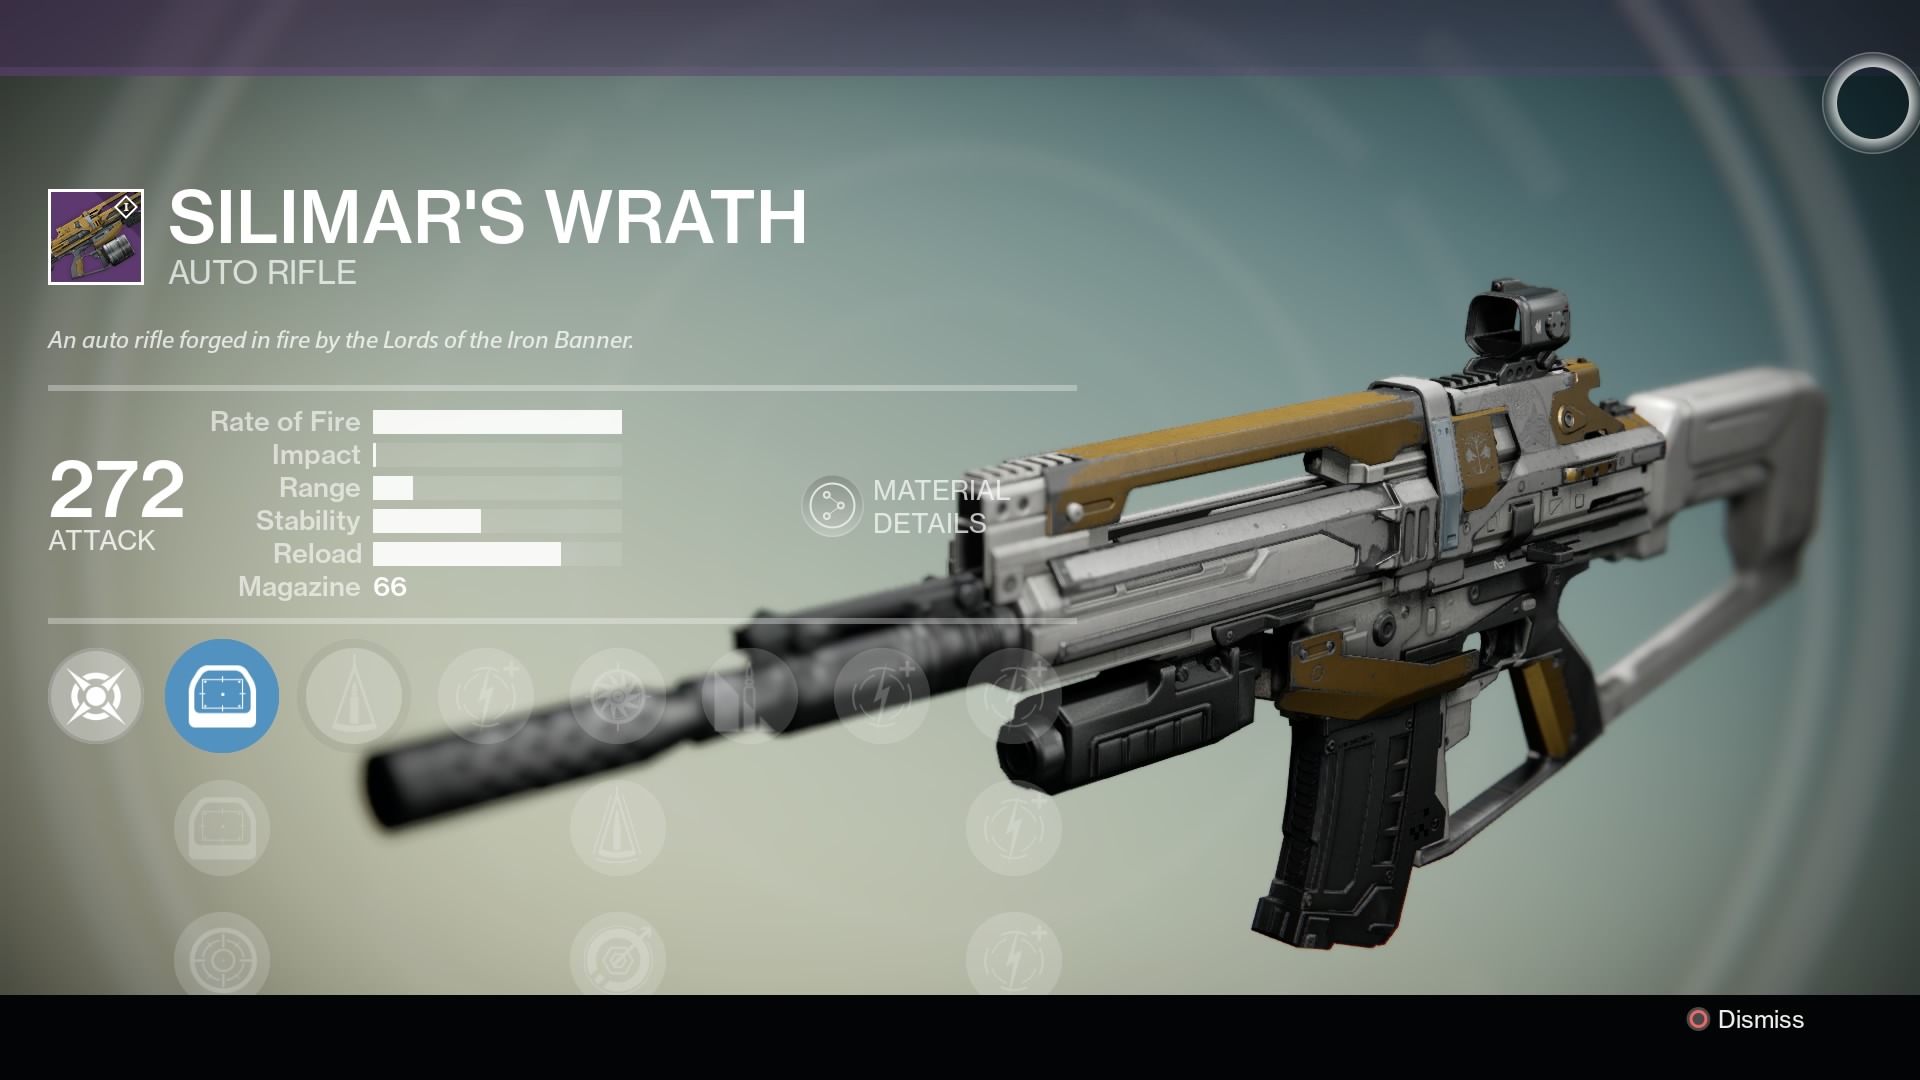 SILIMAR'S WRATH
AUTO RIFLE
An auto rifle forged in fire by the Lords of the Iron Banner.
272
ATTACK
Rate of Fire
Impact
Range
Stability
Reload
Magazine 66
MATERIAL
DETAILS
Dismiss